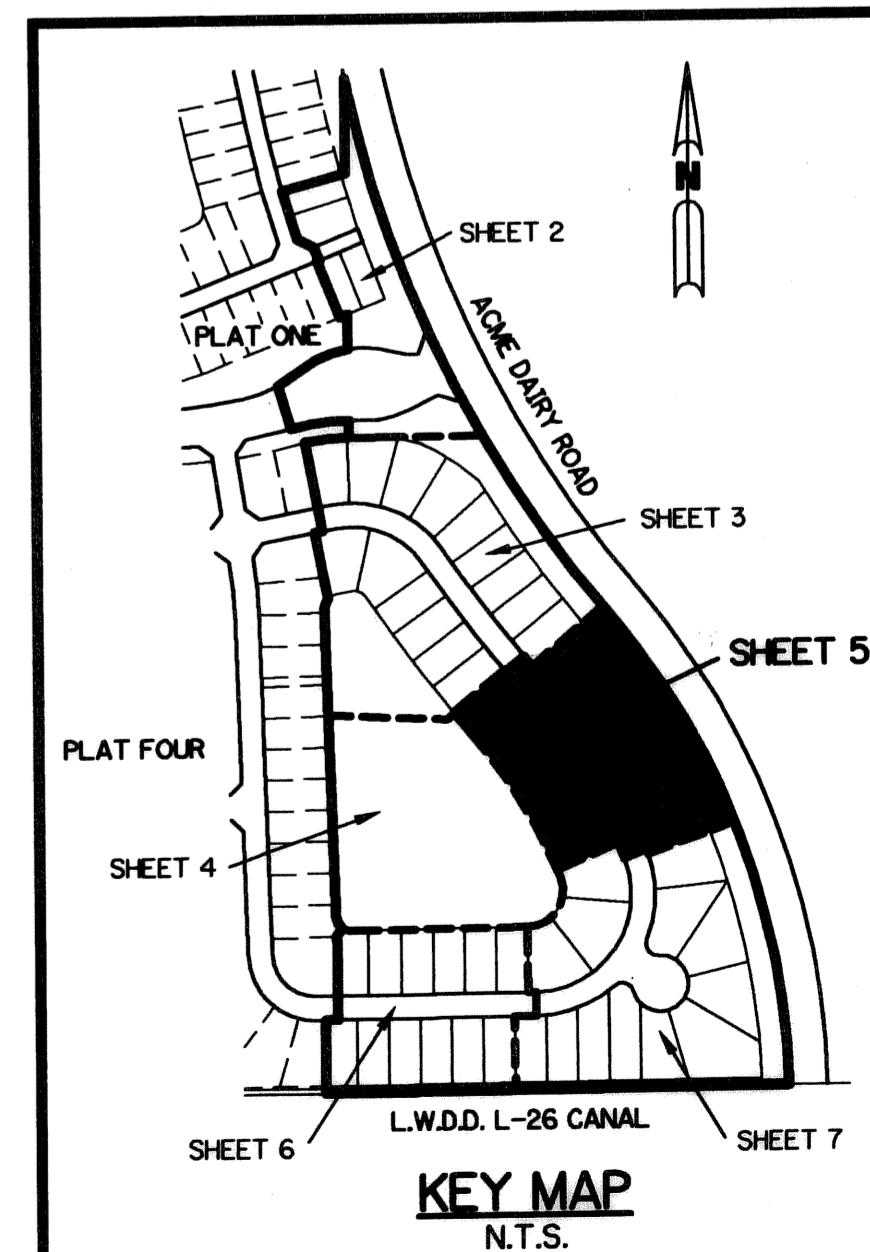 N
SHEET 2
PLAT ONE
ACME DAIRY ROAD
SHEET 3
SHEET 5
PLAT FOUR
SHEET 4
L.W.D.D. L-26 CANAL
SHEET 6
SHEET 7
KEY MAP
N.T.S.